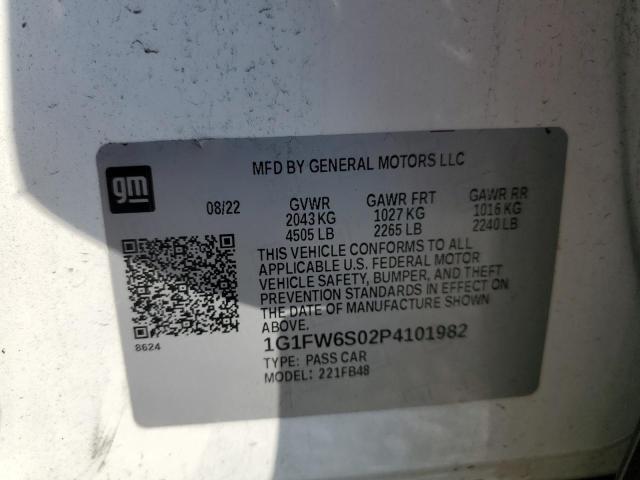 gm
MFD BY GENERAL MOTORS LLC
08/22 GVWR GAWR FRT GAWR RR
2043 KG 1027 KG 1016 KG
4505 LB 2265 LB 2240 LB
THIS VEHICLE CONFORMS TO ALL
APPLICABLE U.S. FEDERAL MOTOR
VEHICLE SAFETY, BUMPER, AND THEFT
PREVENTION STANDARDS IN EFFECT ON
THE DATE OF MANUFACTURE SHOWN
ABOVE.
8624
1G1FW6S02P4101982
TYPE: PASS CAR
MODEL: 221FB48